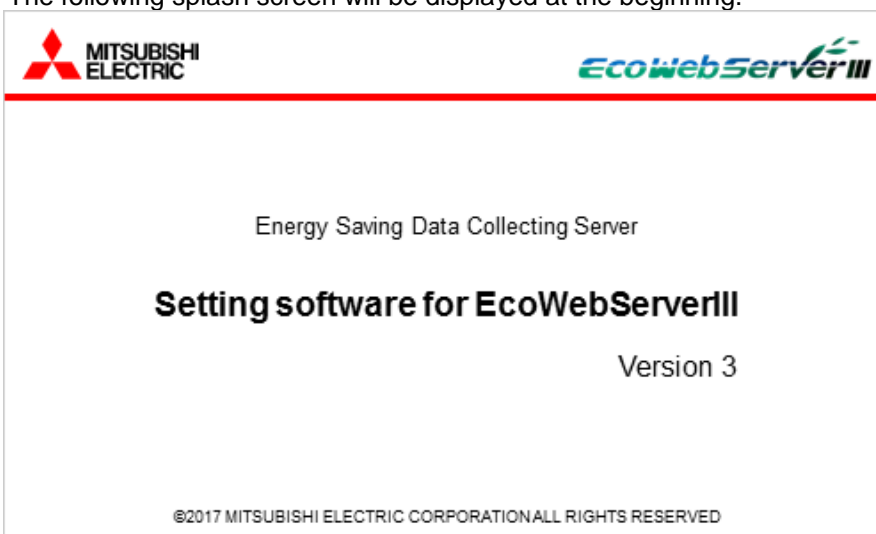 The following splash screen will be displayed at the beginning.
MITSUBISHI
ELECTRIC
EcoWebServerIII
Energy Saving Data Collecting Server
Setting software for EcoWebServerIII
Version 3
©2017 MITSUBISHI ELECTRIC CORPORATION ALL RIGHTS RESERVED